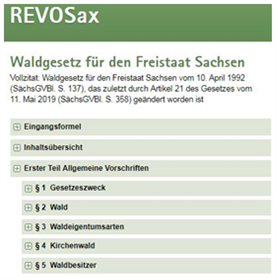 REVOSax
Waldgesetz für den Freistaat Sachsen
Vollzitat: Waldgesetz für den Freistaat Sachsen vom 10. April 1992
(SächsGVBl. S. 137), das zuletzt durch Artikel 21 des Gesetzes vom
11. Mai 2019 (SächsGVBl. S. 358) geändert worden ist
Eingangsformel
Inhaltsübersicht
Erster Teil Allgemeine Vorschriften
§ 1 Gesetzeszweck
§ 2 Wald
§ 3 Waldeigentumsarten
§ 4 Kirchenwald
§ 5 Waldbesitzer